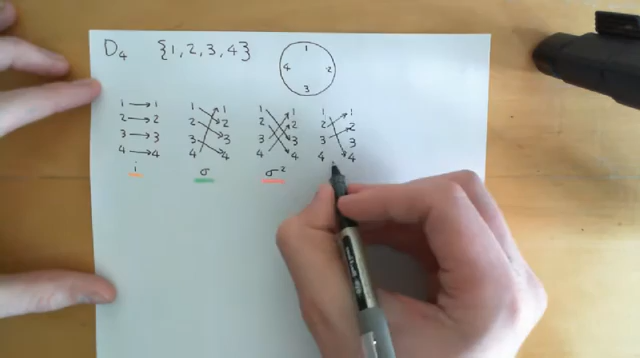 D₄ {1, 2, 3, 4}
1
4 2
3
1 → 1 1 1 1 1 1 1
2 → 2 2 2 2 2 2 2
3 → 3 3 3 3 3 3 3
4 → 4 4 4 4 4 4 4
i σ σ²